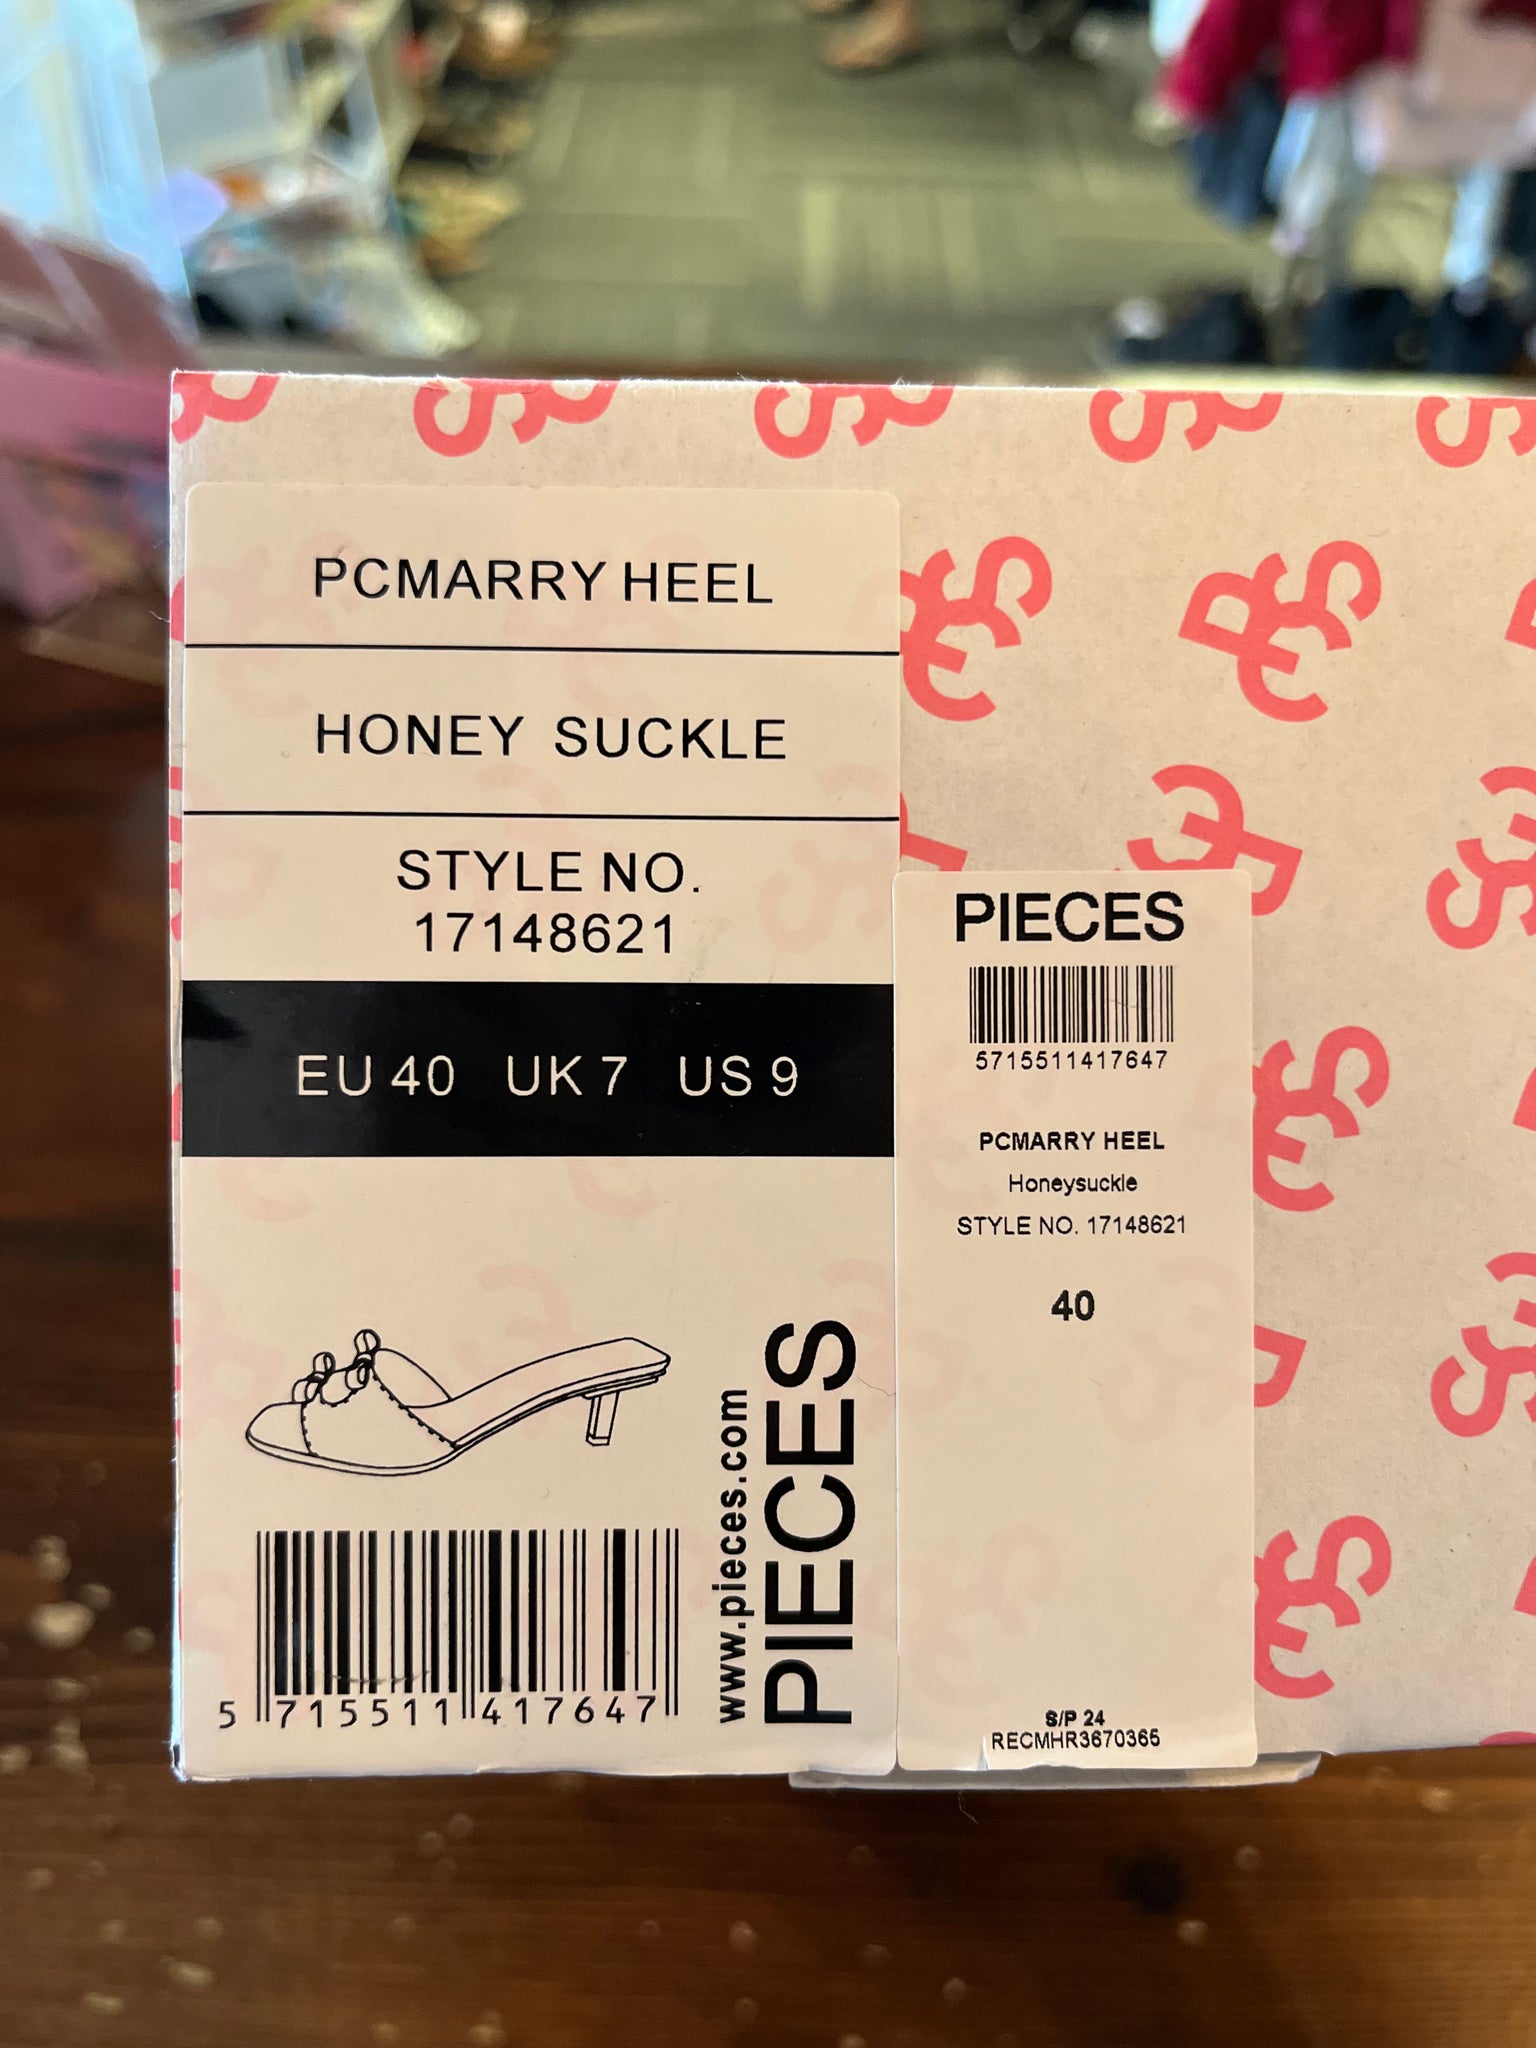 PCMARRY HEEL
HONEY SUCKLE
STYLE NO.
17148621
EU 40 UK 7 US 9
www.pieces.com
PIECES
5 715511 417647
PIECES
5715511417647
PCMARRY HEEL
Honeysuckle
STYLE NO. 17148621
40
S/P 24
RECMHR3670365